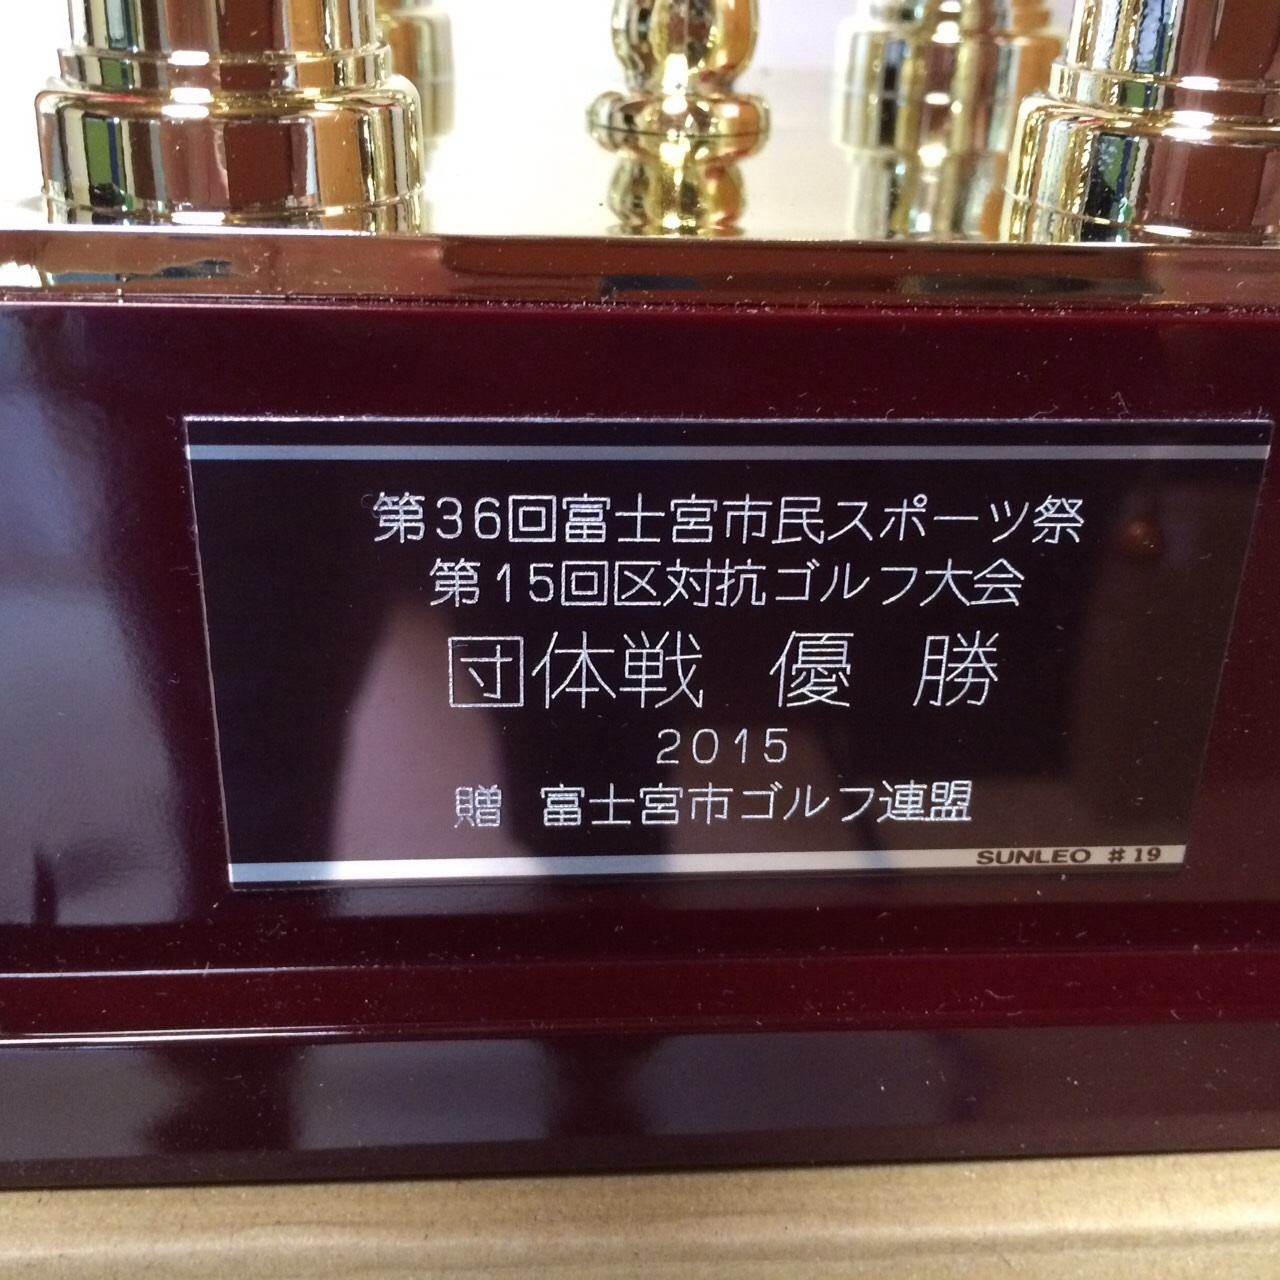 第36回富士宮市民スポーツ祭
第15回区対抗ゴルフ大会
団体戦 優 勝
2015
贈 富士宮市ゴルフ連盟
SUNLEO #19